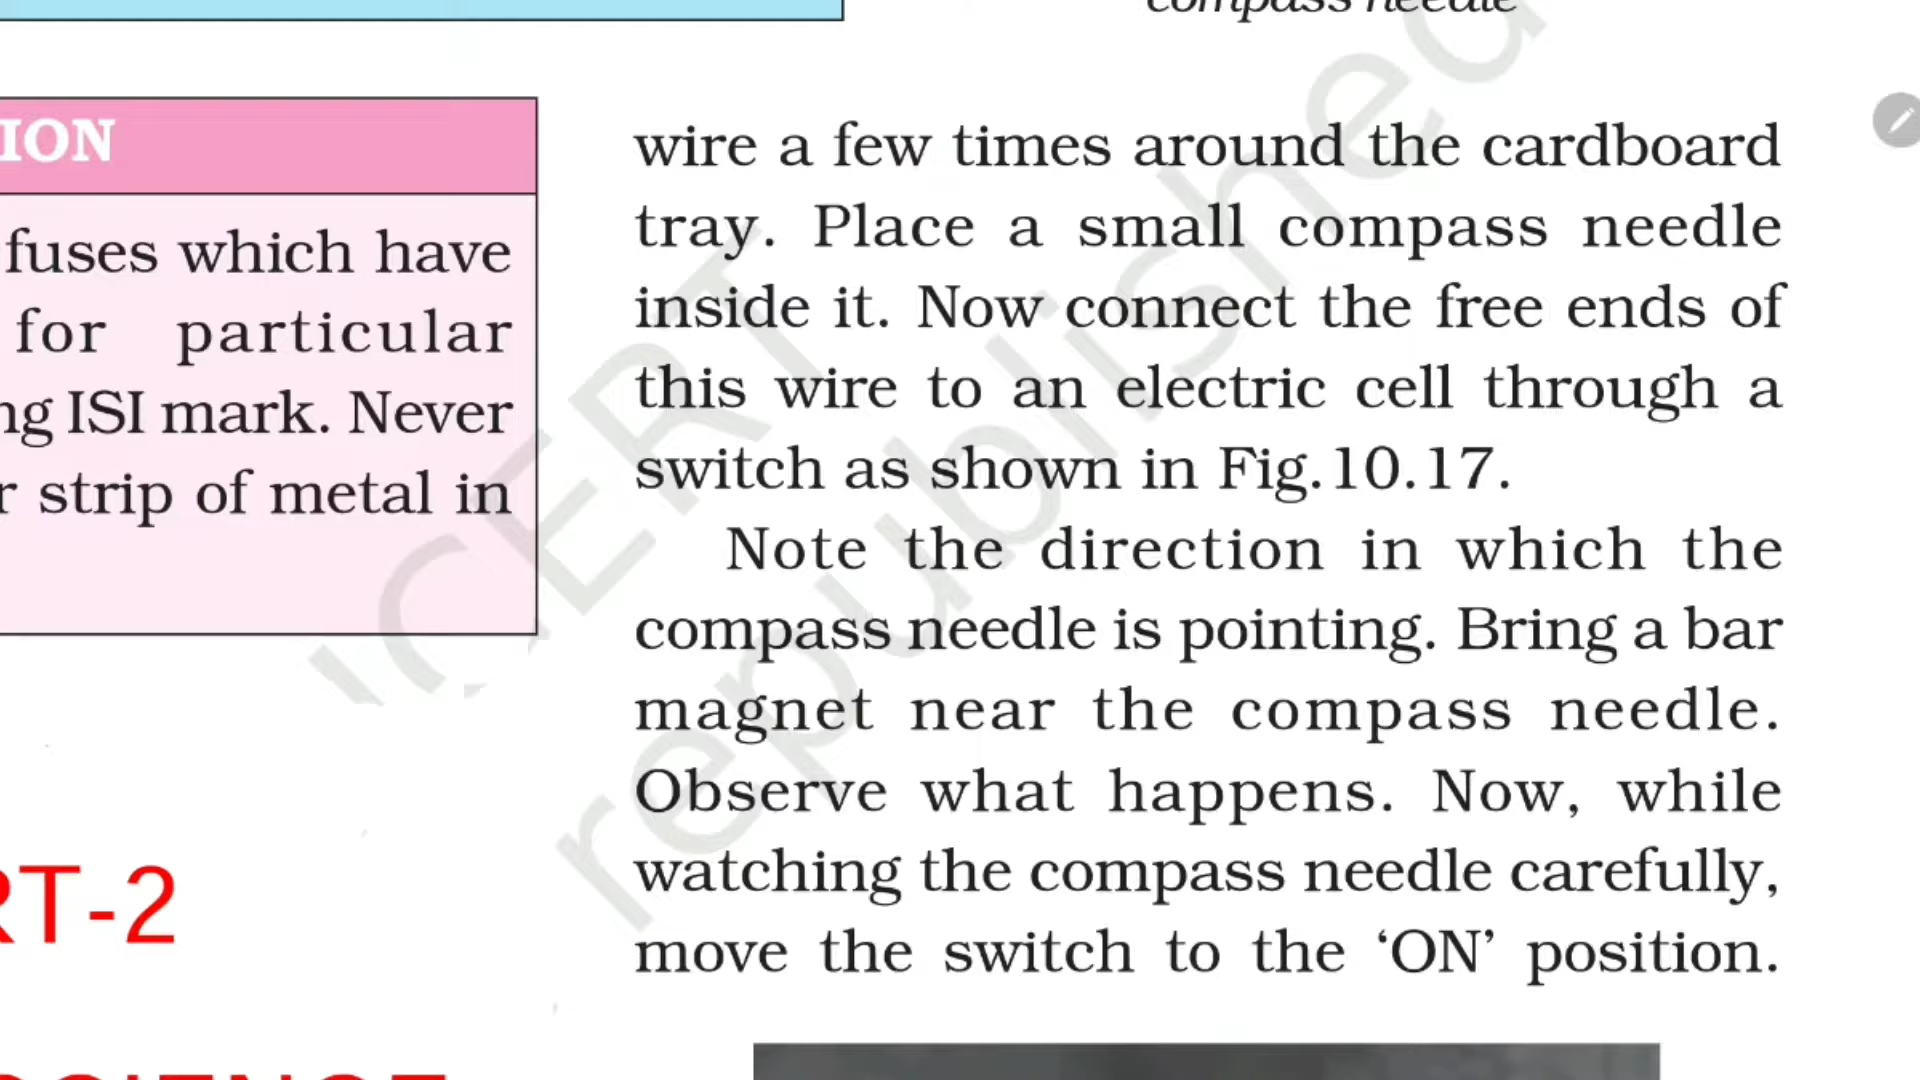 compass needle
ION
fuses which have
for particular
ng ISI mark. Never
r strip of metal in
wire a few times around the cardboard
tray. Place a small compass needle
inside it. Now connect the free ends of
this wire to an electric cell through a
switch as shown in Fig.10.17.
Note the direction in which the
compass needle is pointing. Bring a bar
magnet near the compass needle.
Observe what happens. Now, while
watching the compass needle carefully,
move the switch to the ‘ON’ position.
RT-2
SCIENCE
republished